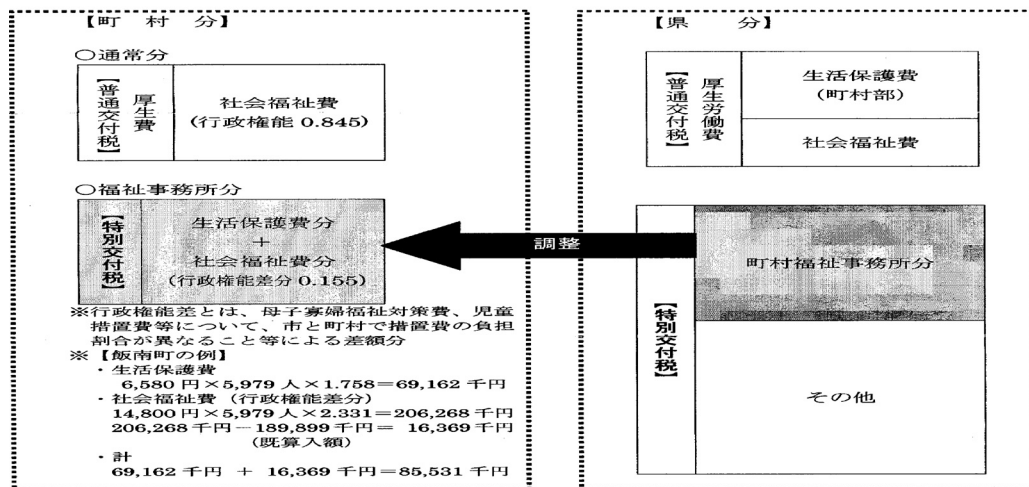 【町 村 分】
○通常分
【普通交付税】
厚生費
社会福祉費
(行政権能 0.845)
○福祉事務所分
【特別交付税】
生活保護費分
+
社会福祉費分
(行政権能差分 0.155)
※行政権能差とは、母子寡婦福祉対策費、児童
措置費等について、市と町村で措置費の負担
割合が異なること等による差額分
※ 【飯南町の例】
・生活保護費
6,580 円×5,979 人×1.758＝69,162 千円
・社会福祉費（行政権能差分）
14,800 円×5,979 人×2.331＝206,268 千円
206,268 千円－189,899 千円＝ 16,369 千円
(既算入額)
・計
69,162 千円 + 16,369 千円＝85,531 千円
調整
【県 分】
【普通交付税】
厚生労働費
生活保護費
(町村部)
社会福祉費
【特別交付税】
町村福祉事務所分
その他